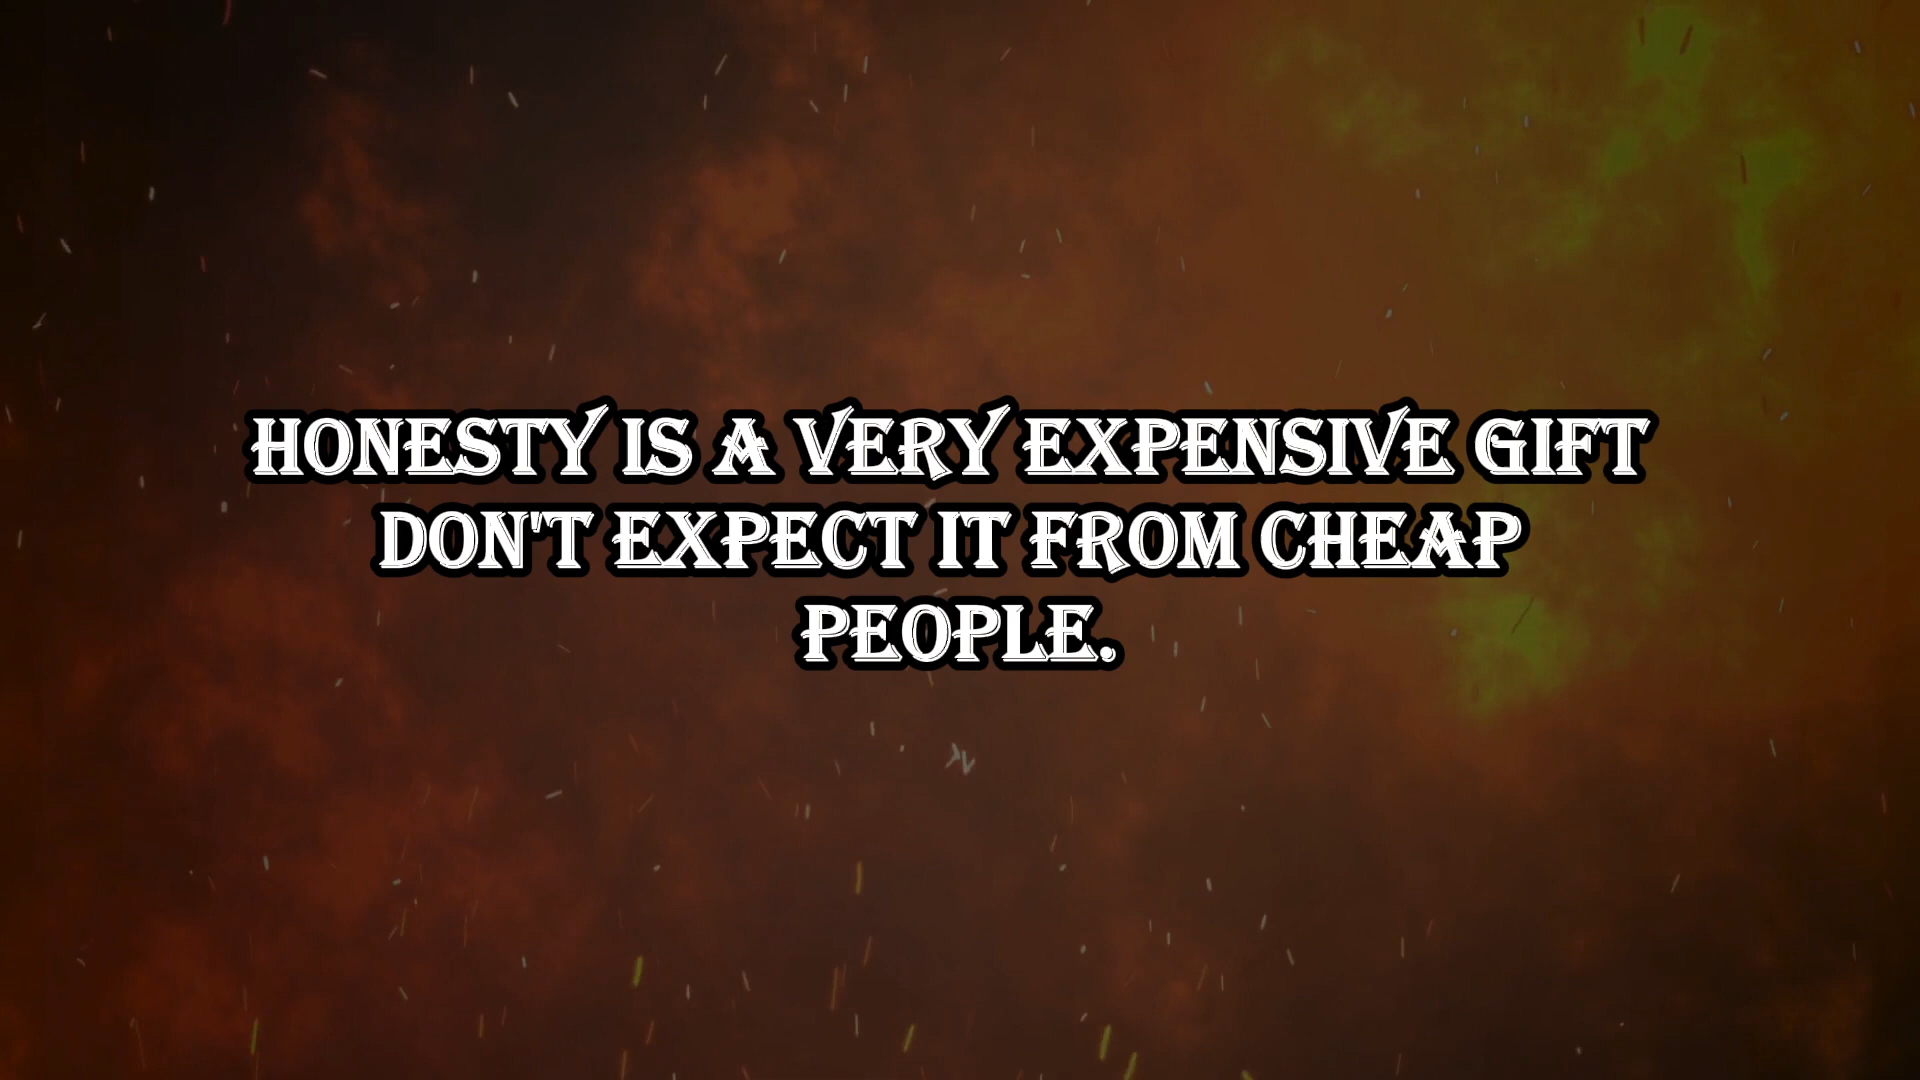 HONESTY IS A VERY EXPENSIVE GIFT
DON'T EXPECT IT FROM CHEAP
PEOPLE.